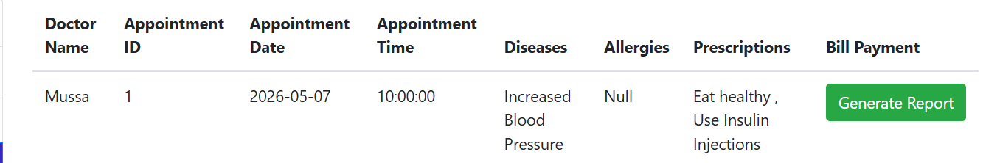 Doctor Name Appointment ID Appointment Date Appointment Time Diseases Allergies Prescriptions Bill Payment
Mussa 1 2026-05-07 10:00:00 Increased Null Eat healthy , Generate Report
Blood Use Insulin
Pressure Injections